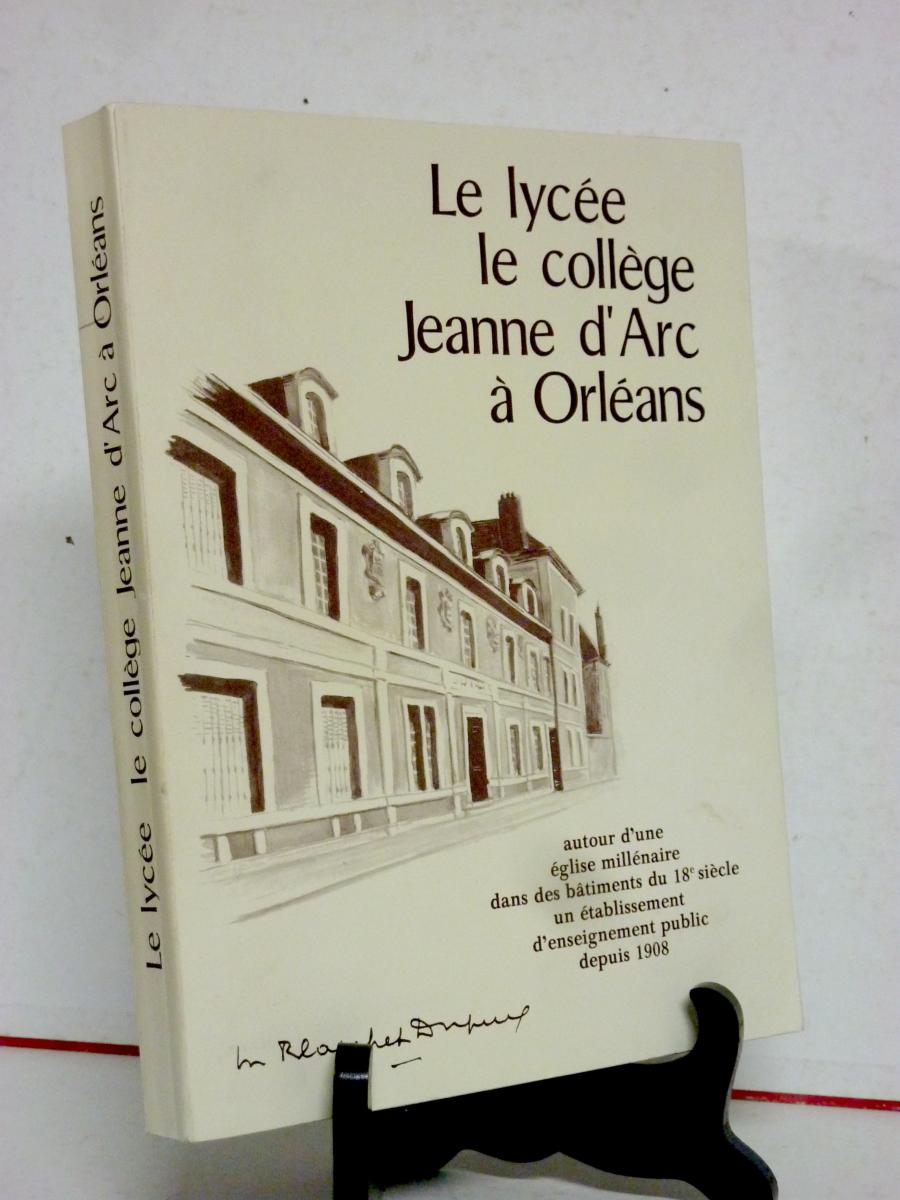 Le lycée
le collège
Jeanne d'Arc
à Orléans
autour d'une
église millénaire
dans des bâtiments du 18e siècle
un établissement
d'enseignement public
depuis 1908
Le lycée le collège Jeanne d'Arc à Orléans